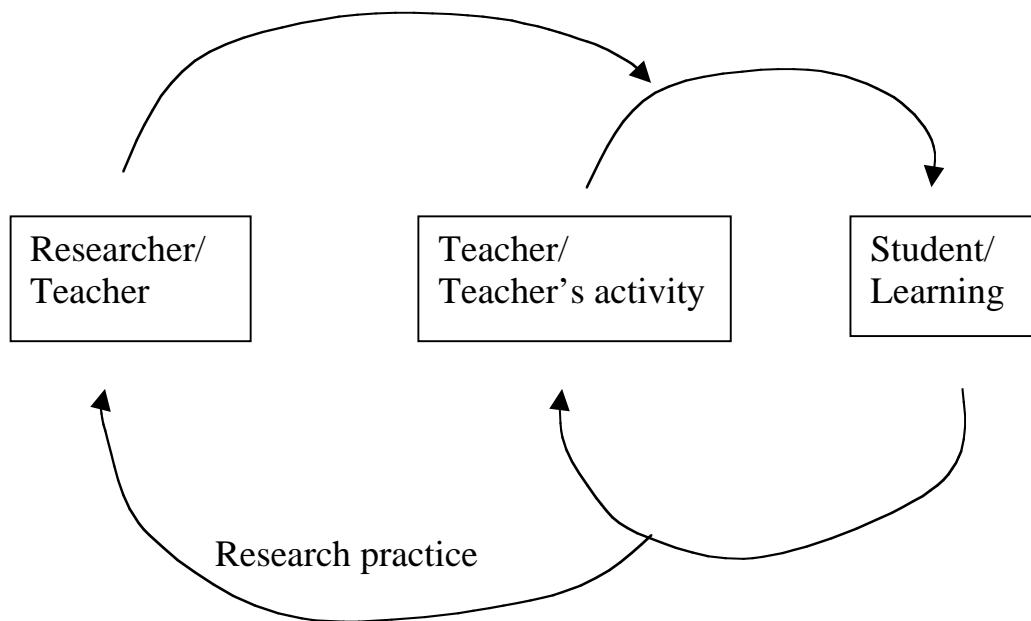 Researcher/
Teacher
Teacher/
Teacher’s activity
Student/
Learning
Research practice